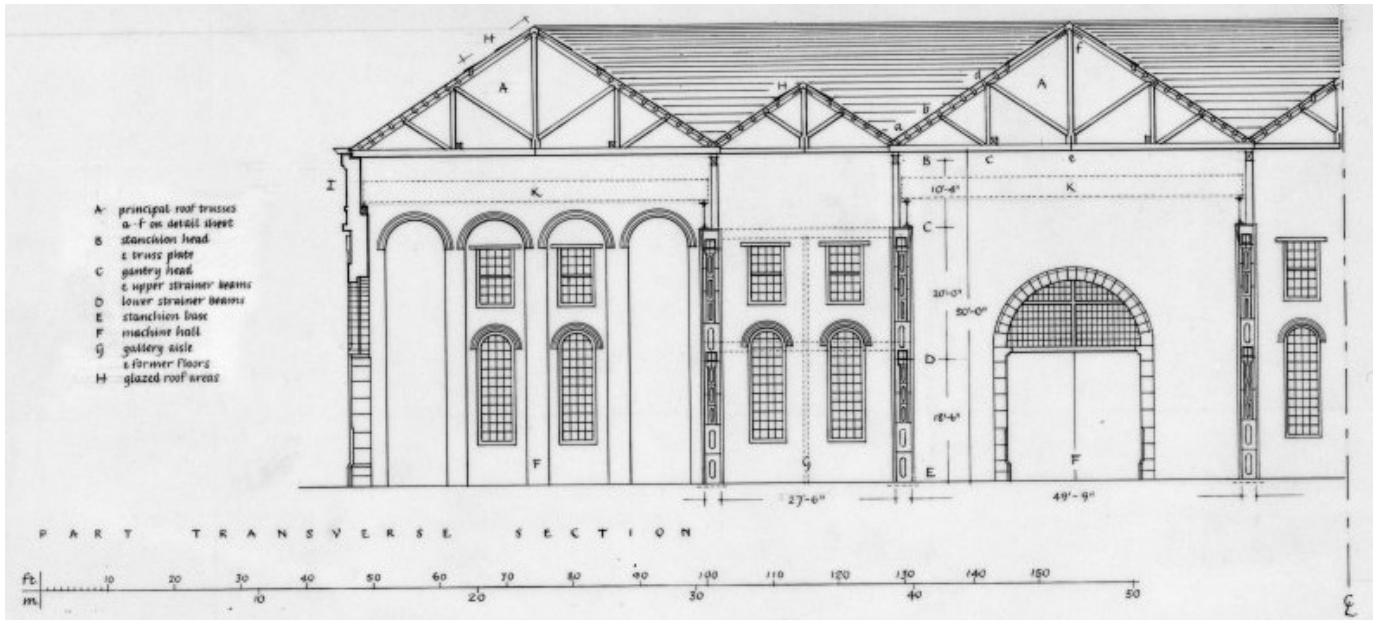 H
A
f
d
A
H
b
a
B C e
I
10'-4"
K
K
A principal roof trusses
a-f on detail sheet
B stanchion head
& truss plate
C gantry head
& upper strainer beams
D lower strainer beams
E stanchion base
F machine hall
G gallery aisle
& former floors
H glazed roof areas
C
20'-0"
50'-0"
D
18'-6"
F
G
E
F
27'-6"
49'-9"
PART TRANSVERSE SECTION
ft. 10 20 30 40 50 60 70 80 90 100 110 120 130 140 150
m. 10 20 30 40 50
CL